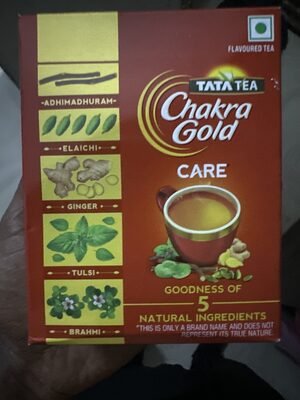 FLAVOURED TEA
TATA TEA
Chakra
Gold
CARE
ADHIMADHURAM
ELAICHI
GINGER
TULSI
BRAHMI
GOODNESS OF
5
NATURAL INGREDIENTS
"THIS IS ONLY A BRAND NAME AND DOES NOT
REPRESENT ITS TRUE NATURE.